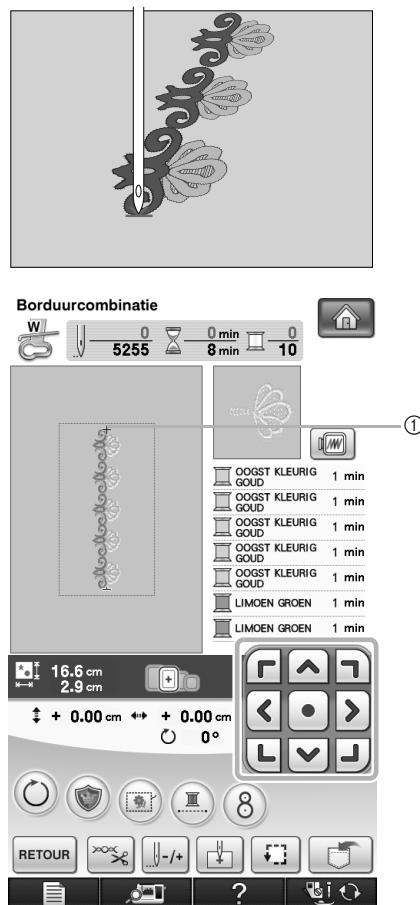 Borduurcombinatie
W
0 0 min 0
5255 8 min 10
①
OOGST KLEURIG GOUD 1 min
OOGST KLEURIG GOUD 1 min
OOGST KLEURIG GOUD 1 min
OOGST KLEURIG GOUD 1 min
OOGST KLEURIG GOUD 1 min
LIMOEN GROEN 1 min
LIMOEN GROEN 1 min
16.6 cm
2.9 cm
+ 0.00 cm + 0.00 cm
0°
8
RETOUR -/+
?